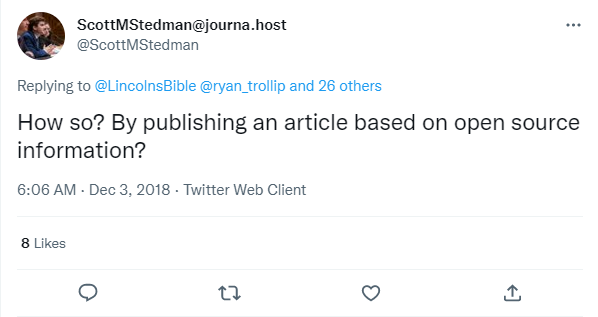 ScottMStedman@journa.host
@ScottMStedman
Replying to @LincolnsBible @ryan_trollip and 26 others
How so? By publishing an article based on open source
information?
6:06 AM · Dec 3, 2018 · Twitter Web Client
8 Likes